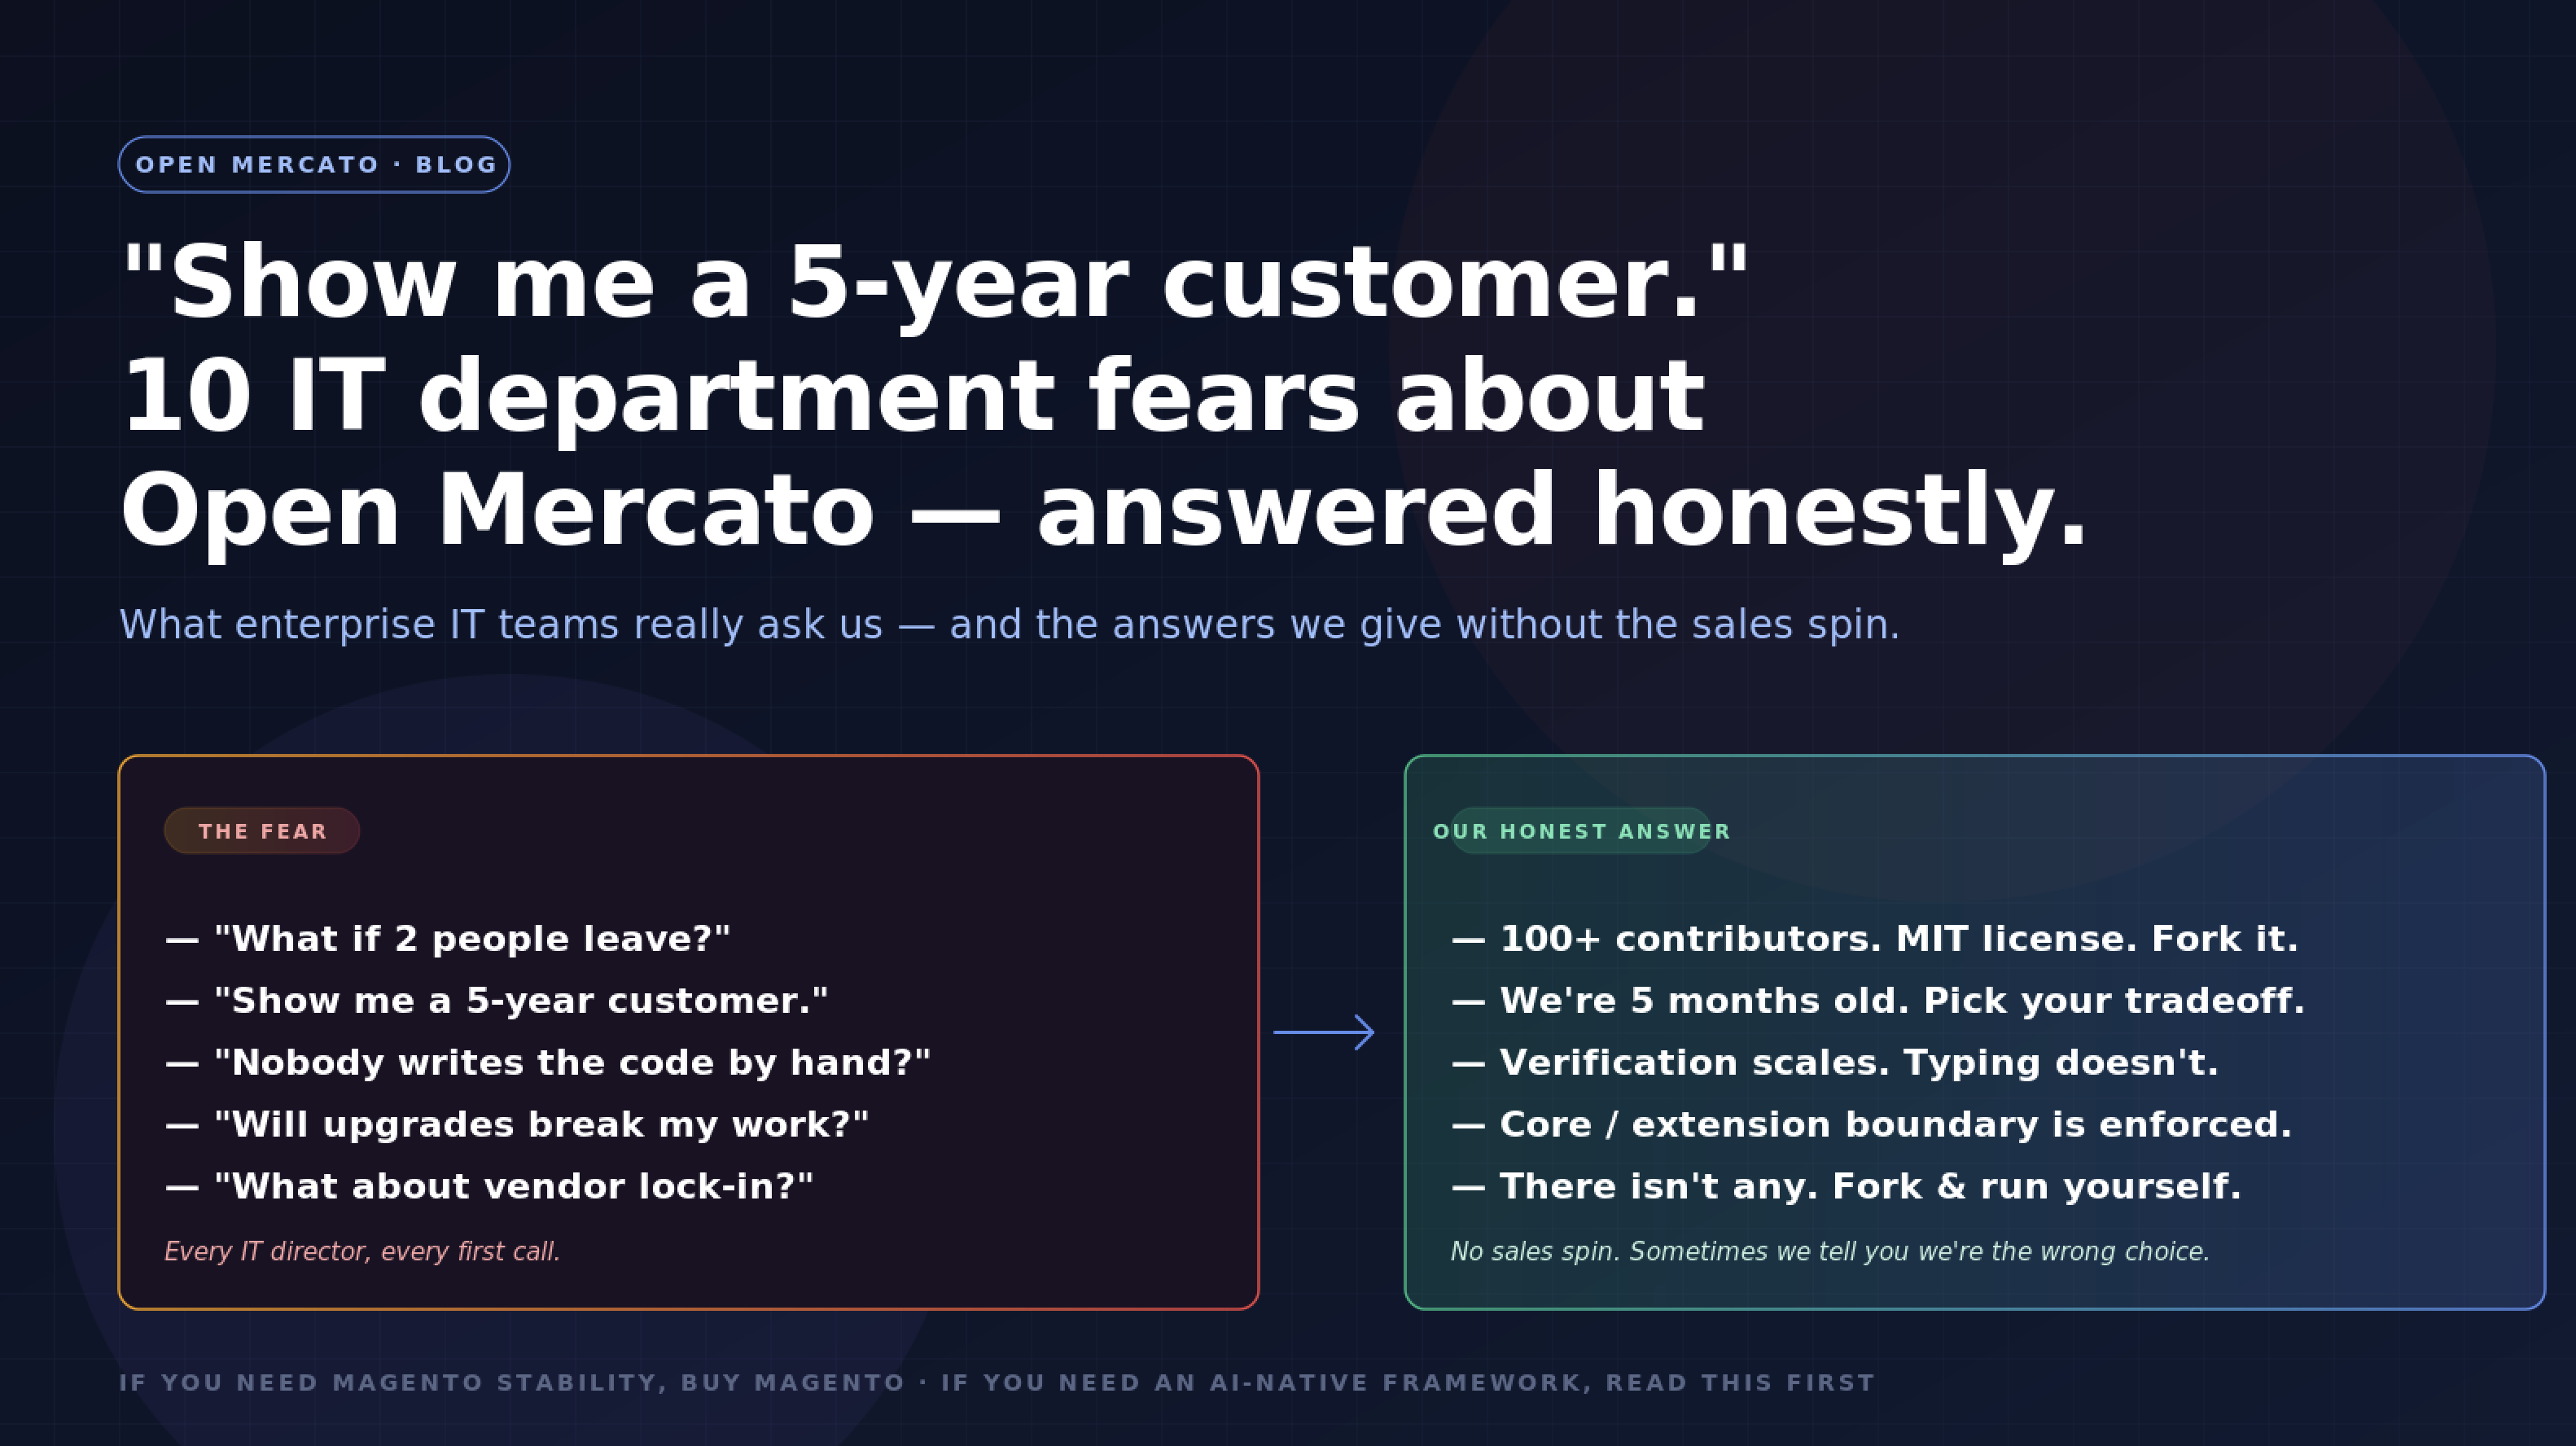 OPEN MERCATO · BLOG
"Show me a 5-year customer."
10 IT department fears about
Open Mercato — answered honestly.
What enterprise IT teams really ask us — and the answers we give without the sales spin.
THE FEAR
— "What if 2 people leave?"
— "Show me a 5-year customer."
— "Nobody writes the code by hand?"
— "Will upgrades break my work?"
— "What about vendor lock-in?"
Every IT director, every first call.
OUR HONEST ANSWER
— 100+ contributors. MIT license. Fork it.
— We're 5 months old. Pick your tradeoff.
— Verification scales. Typing doesn't.
— Core / extension boundary is enforced.
— There isn't any. Fork & run yourself.
No sales spin. Sometimes we tell you we're the wrong choice.
IF YOU NEED MAGENTO STABILITY, BUY MAGENTO · IF YOU NEED AN AI-NATIVE FRAMEWORK, READ THIS FIRST